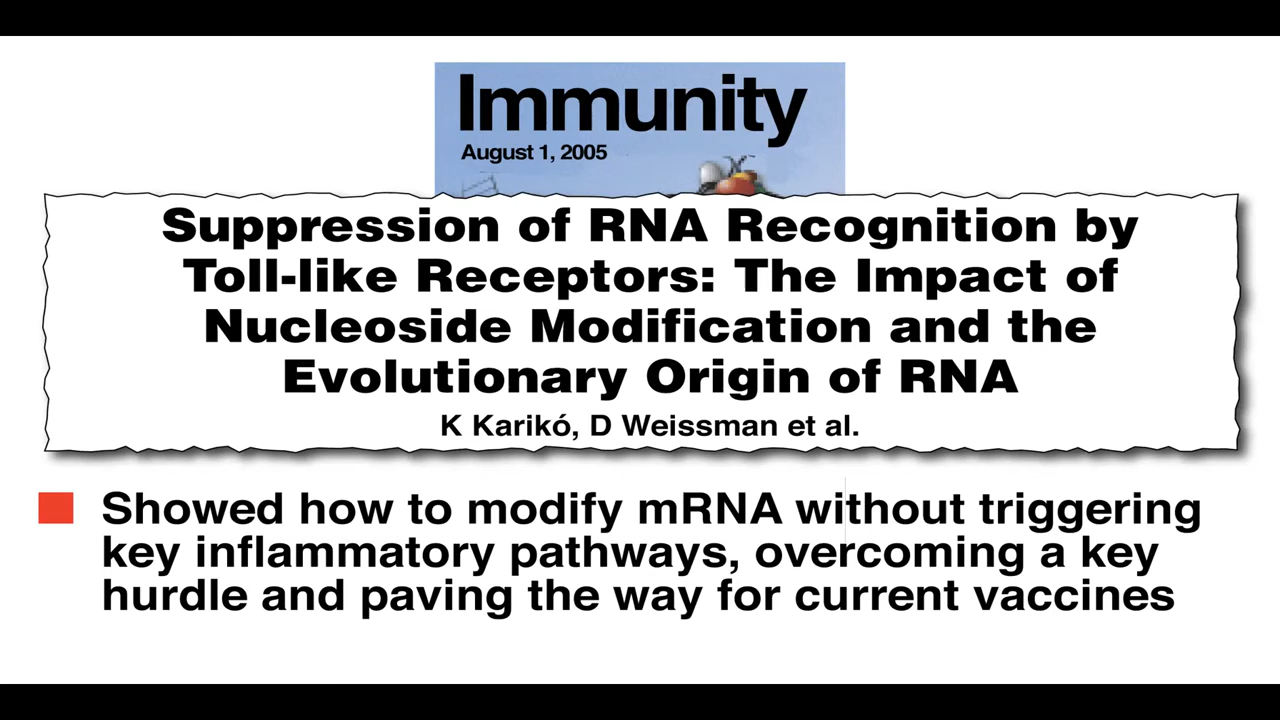 Immunity
August 1, 2005
Suppression of RNA Recognition by
Toll-like Receptors: The Impact of
Nucleoside Modification and the
Evolutionary Origin of RNA
K Karikó, D Weissman et al.
Showed how to modify mRNA without triggering
key inflammatory pathways, overcoming a key
hurdle and paving the way for current vaccines